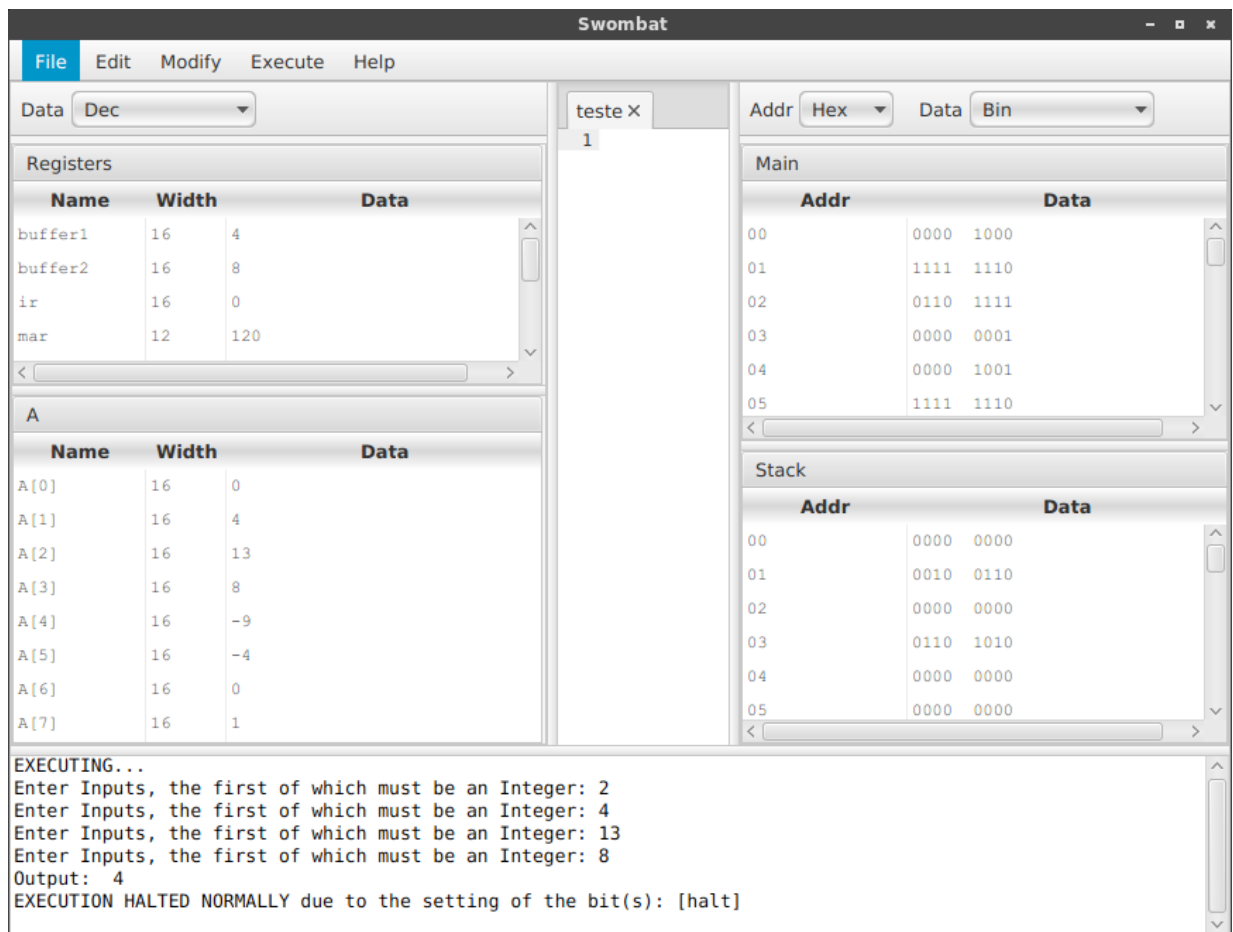 Swombat
File Edit Modify Execute Help
Data Dec
teste
Addr Hex Data Bin
1
Registers
Name Width Data
buffer1 16 4
buffer2 16 8
ir 16 0
mar 12 120
A
Name Width Data
A[0] 16 0
A[1] 16 4
A[2] 16 13
A[3] 16 8
A[4] 16 -9
A[5] 16 -4
A[6] 16 0
A[7] 16 1
Main
Addr Data
00 0000 1000
01 1111 1110
02 0110 1111
03 0000 0001
04 0000 1001
05 1111 1110
Stack
Addr Data
00 0000 0000
01 0010 0110
02 0000 0000
03 0110 1010
04 0000 0000
05 0000 0000
EXECUTING...
Enter Inputs, the first of which must be an Integer: 2
Enter Inputs, the first of which must be an Integer: 4
Enter Inputs, the first of which must be an Integer: 13
Enter Inputs, the first of which must be an Integer: 8
Output:  4
EXECUTION HALTED NORMALLY due to the setting of the bit(s): [halt]